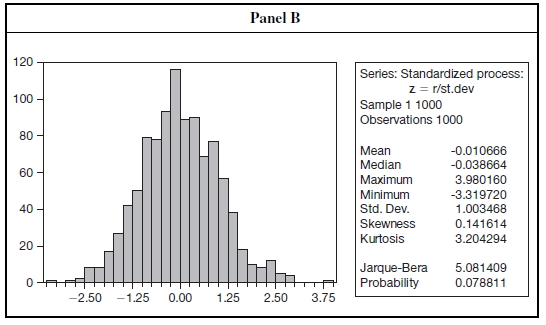 Panel B
120
100
80
60
40
20
0
−2.50 −1.25 0.00 1.25 2.50 3.75
Series: Standardized process:
z = r/st.dev
Sample 1 1000
Observations 1000
Mean -0.010666
Median -0.038664
Maximum 3.980160
Minimum -3.319720
Std. Dev. 1.003468
Skewness 0.141614
Kurtosis 3.204294
Jarque-Bera 5.081409
Probability 0.078811